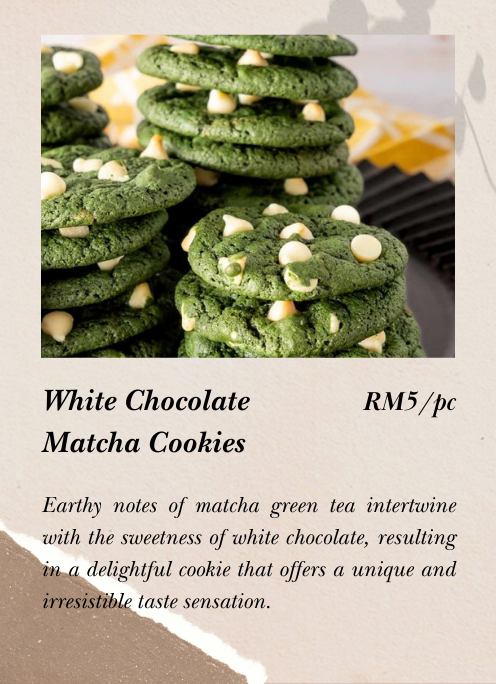 White Chocolate RM5/pc
Matcha Cookies
Earthy notes of matcha green tea intertwine
with the sweetness of white chocolate, resulting
in a delightful cookie that offers a unique and
irresistible taste sensation.